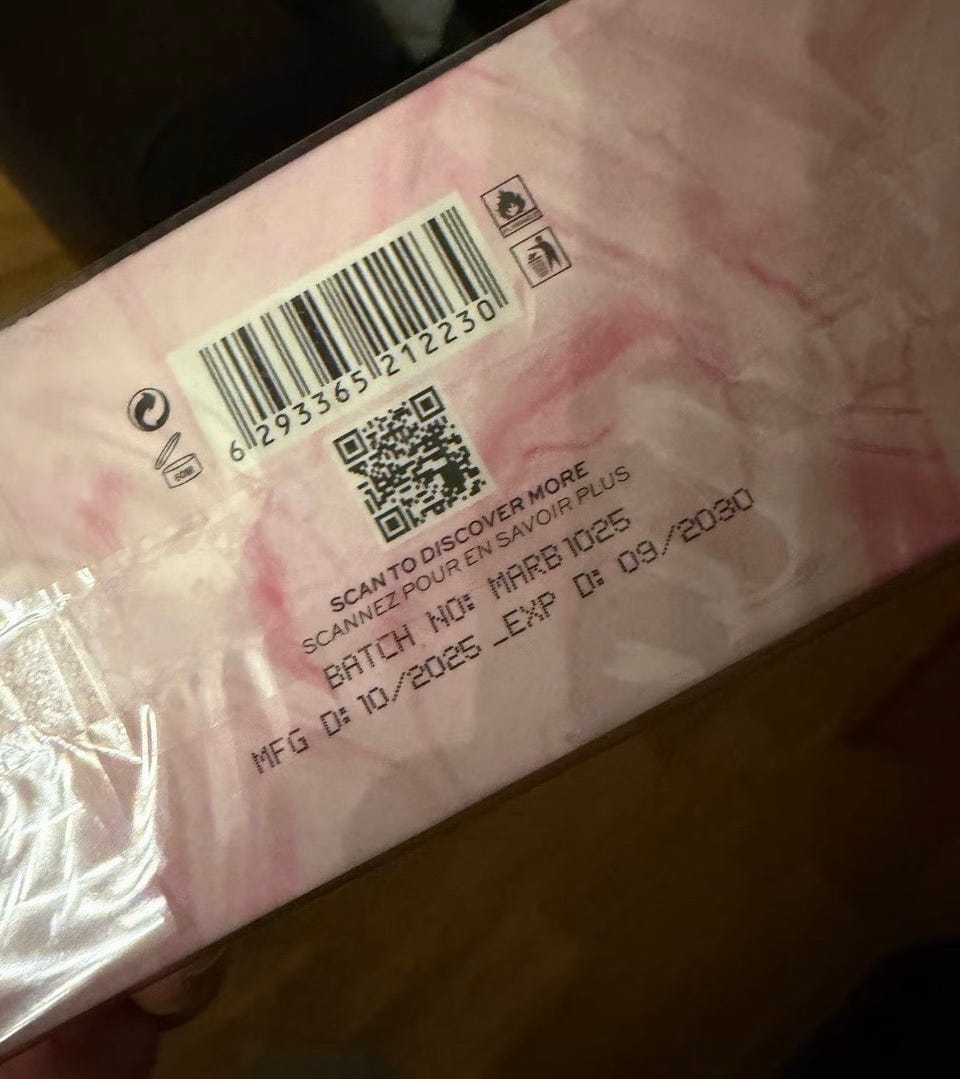 6 293365 212230
60M
SCAN TO DISCOVER MORE
SCANNEZ POUR EN SAVOIR PLUS
BATCH NO: MARB1025
MFG D: 10/2025 _EXP D: 09/2030